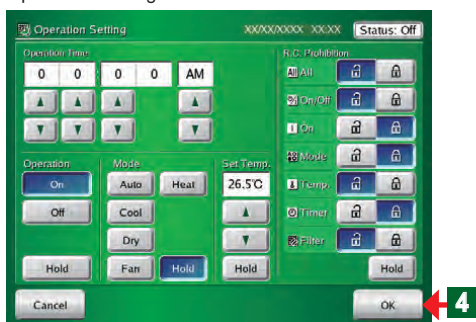 Operation Setting
XX/XX/XXXX XX:XX
Status: Off
Operation Time
0 0 : 0 0 AM
Operation
On
Off
Hold
Mode
Auto Heat
Cool
Dry
Fan Hold
Set Temp.
26.5°C
Hold
R.C. Prohibition
All All
On/Off
On
Mode
Temp.
Timer
Filter
Hold
Cancel
OK
4